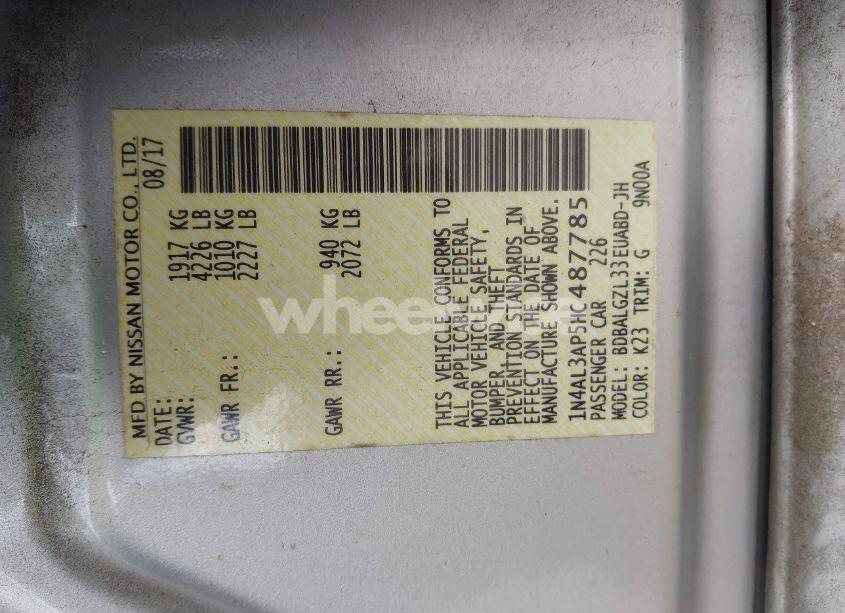 MFD BY NISSAN MOTOR CO., LTD.
DATE: 08/17
GVWR: 1917 KG
4226 LB
GAWR FR.: 1010 KG
2227 LB
GAWR RR.: 940 KG
2072 LB
THIS VEHICLE CONFORMS TO
ALL APPLICABLE FEDERAL
MOTOR VEHICLE SAFETY,
BUMPER, AND THEFT
PREVENTION STANDARDS IN
EFFECT ON THE DATE OF
MANUFACTURE SHOWN ABOVE.
1N4AL3AP5HC487785
PASSENGER CAR 226
MODEL: BDBALGZL33EUABD-JH
COLOR: K23 TRIM: G 9N00A